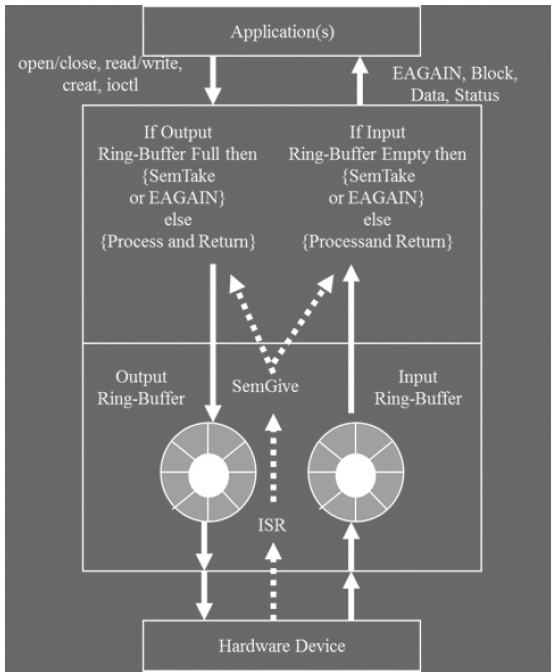 Application(s)
open/close, read/write,
creat, ioctl
EAGAIN, Block,
Data, Status
If Output
Ring-Buffer Full then
{SemTake
or EAGAIN}
else
{Process and Return}
If Input
Ring-Buffer Empty then
{SemTake
or EAGAIN}
else
{Processand Return}
Output
Ring-Buffer
SemGive
Input
Ring-Buffer
ISR
Hardware Device